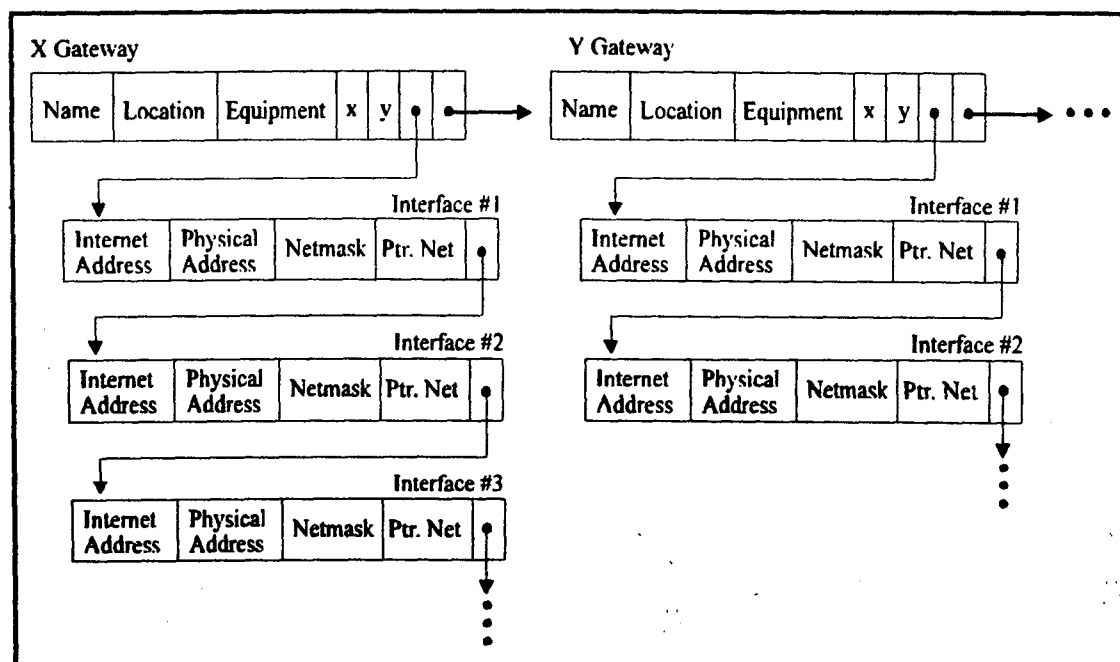 X Gateway
Name Location Equipment x y
Interface #1
Internet Address Physical Address Netmask Ptr. Net
Interface #2
Internet Address Physical Address Netmask Ptr. Net
Interface #3
Internet Address Physical Address Netmask Ptr. Net
Y Gateway
Name Location Equipment x y
Interface #1
Internet Address Physical Address Netmask Ptr. Net
Interface #2
Internet Address Physical Address Netmask Ptr. Net